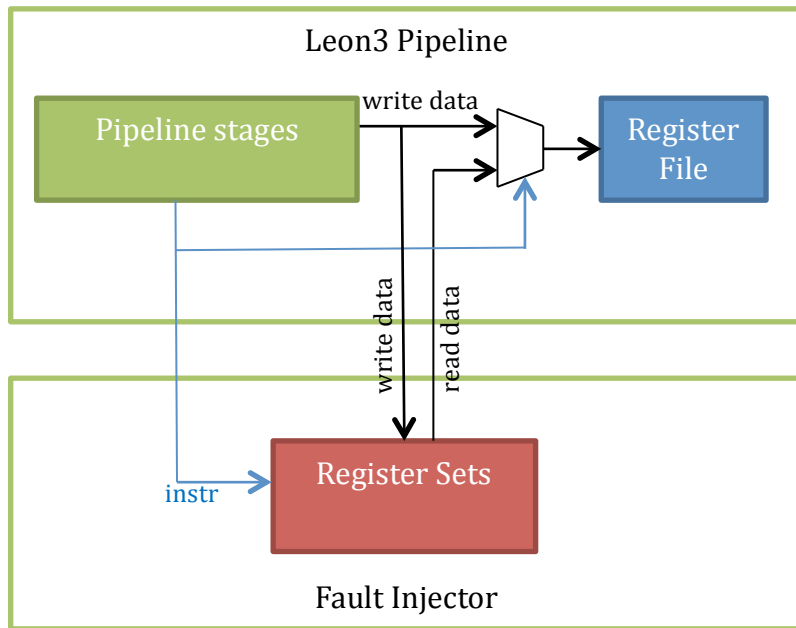 Leon3 Pipeline
write data
Pipeline stages
Register
File
write data
read data
Register Sets
instr
Fault Injector